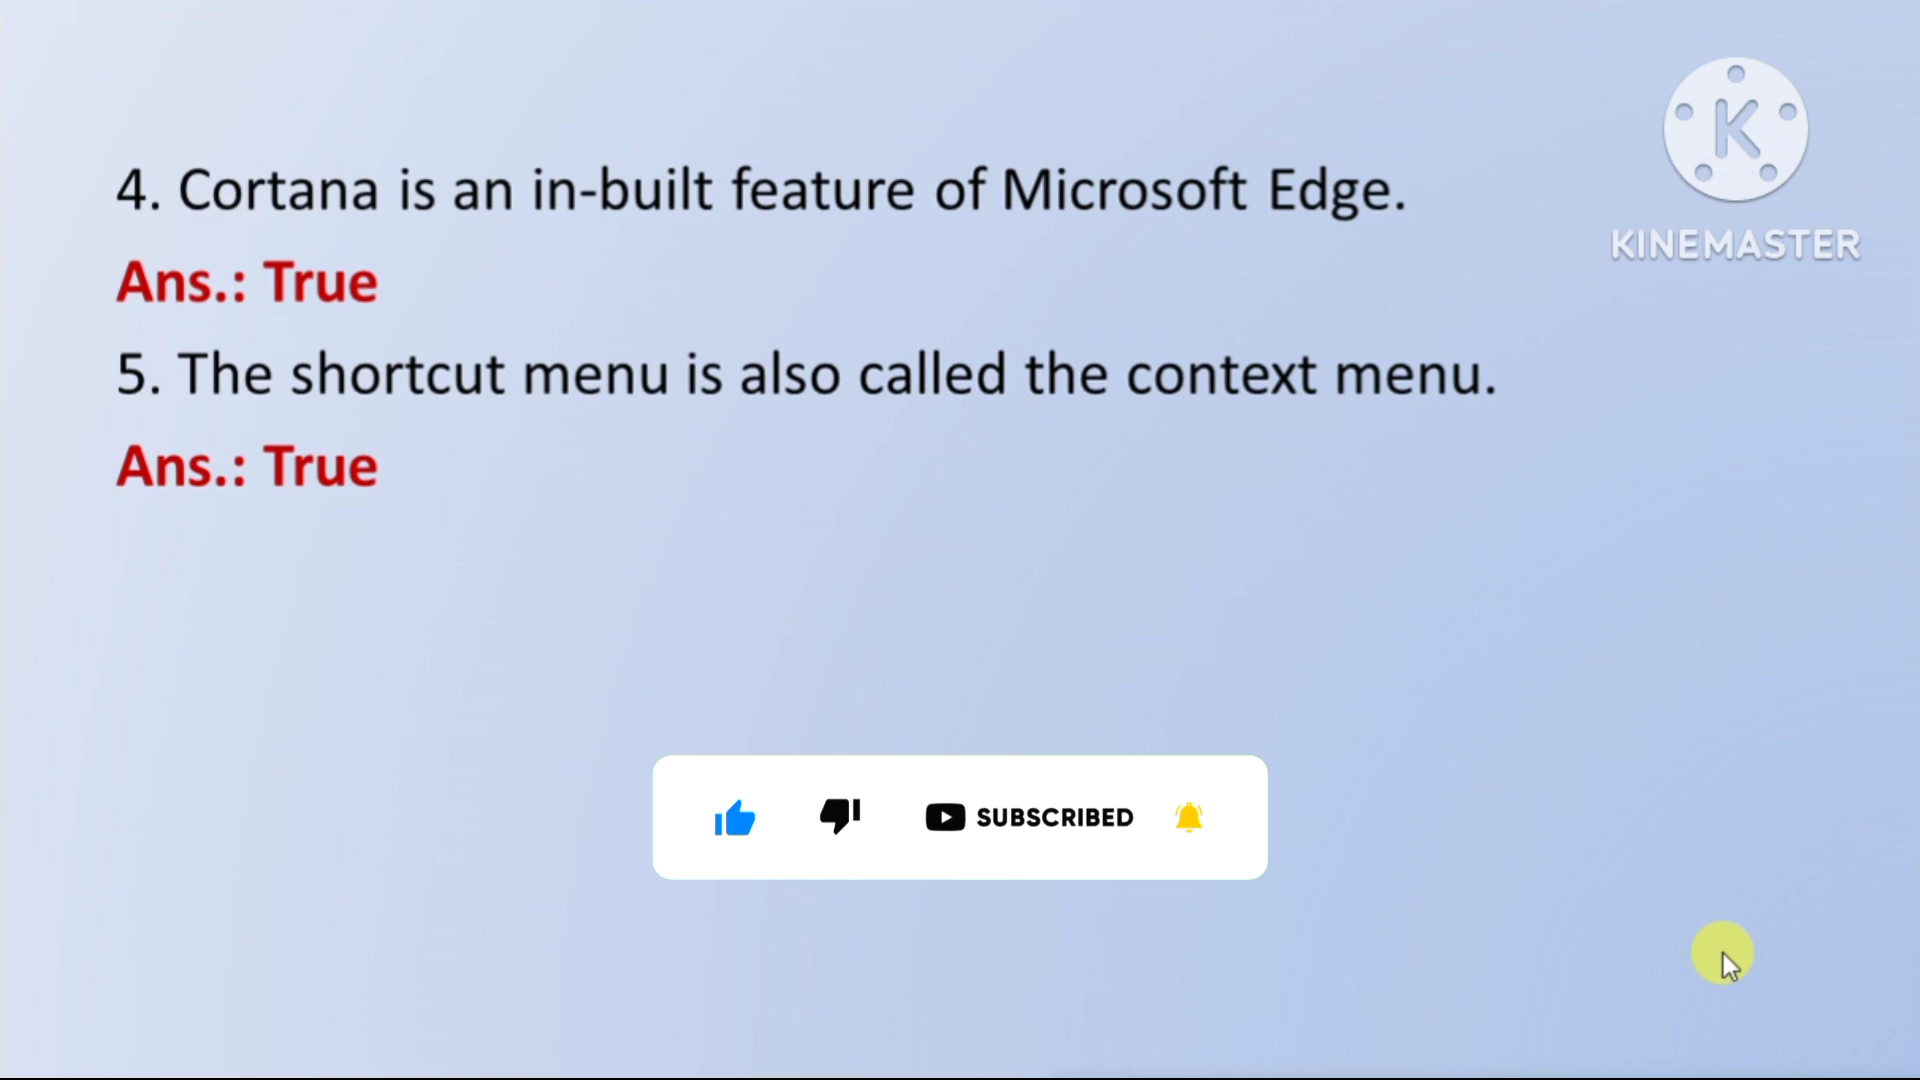 4. Cortana is an in-built feature of Microsoft Edge.
Ans.: True
5. The shortcut menu is also called the context menu.
Ans.: True
K
KINEMASTER
SUBSCRIBED